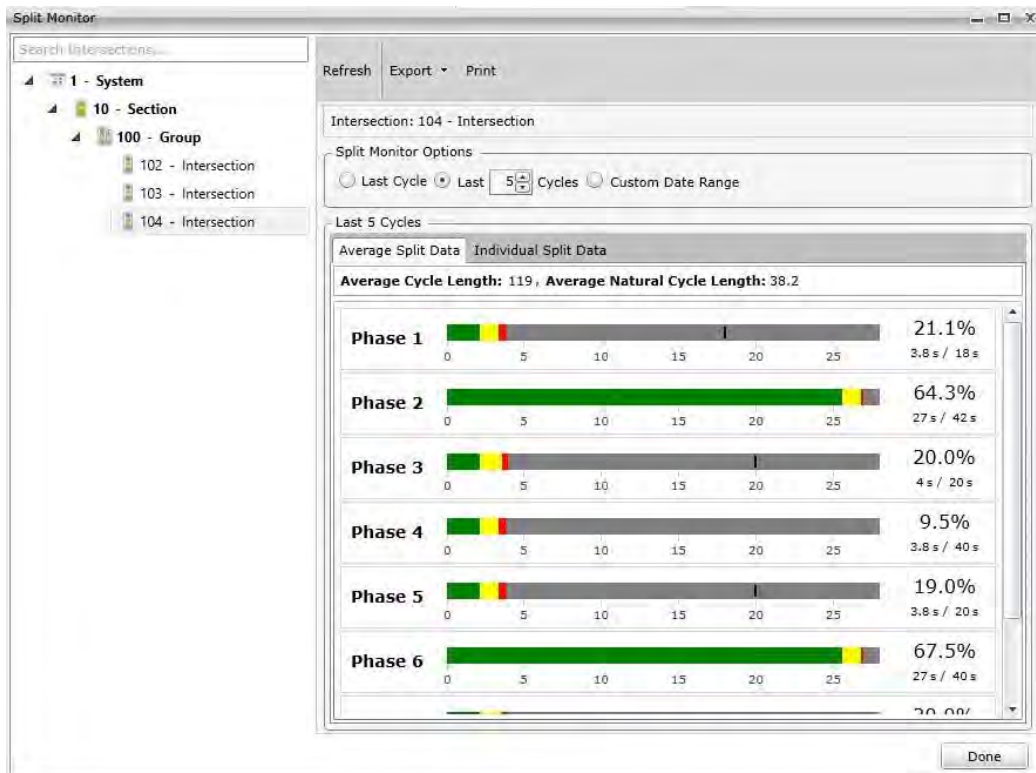 Split Monitor
Search Intersections...
1 - System
10 - Section
100 - Group
102 - Intersection
103 - Intersection
104 - Intersection
Refresh Export Print
Intersection: 104 - Intersection
Split Monitor Options
Last Cycle Last 5 Cycles Custom Date Range
Last 5 Cycles
Average Split Data Individual Split Data
Average Cycle Length: 119, Average Natural Cycle Length: 38.2
Phase 1
0 5 10 15 20 25
21.1%
3.8 s / 18 s
Phase 2
0 5 10 15 20 25
64.3%
27 s / 42 s
Phase 3
0 5 10 15 20 25
20.0%
4 s / 20 s
Phase 4
0 5 10 15 20 25
9.5%
3.8 s / 40 s
Phase 5
0 5 10 15 20 25
19.0%
3.8 s / 20 s
Phase 6
0 5 10 15 20 25
67.5%
27 s / 40 s
Done